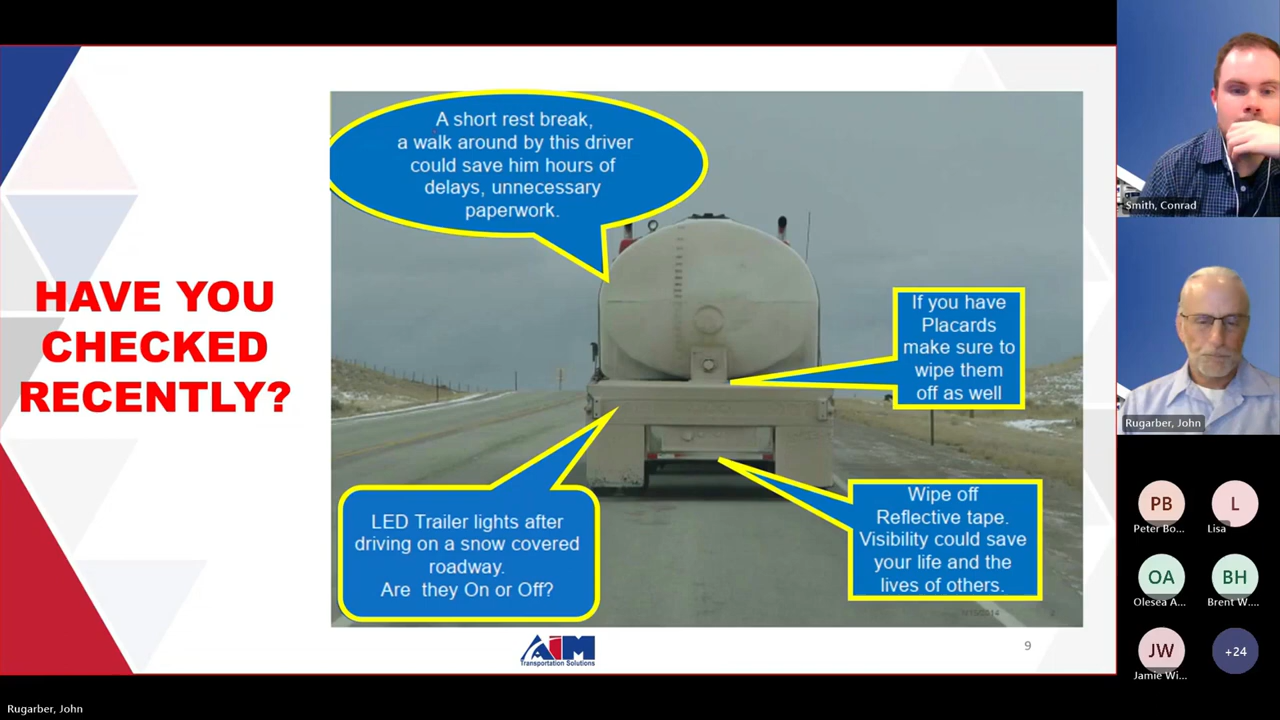 HAVE YOU
CHECKED
RECENTLY?
A short rest break,
a walk around by this driver
could save him hours of
delays, unnecessary
paperwork.
If you have
Placards
make sure to
wipe them
off as well
LED Trailer lights after
driving on a snow covered
roadway.
Are they On or Off?
Wipe off
Reflective tape.
Visibility could save
your life and the
lives of others.
AIM
Transportation Solutions
9
Smith, Conrad
Rugarber, John
PB
Peter Bo...
L
Lisa
OA
Olesea A...
BH
Brent W....
JW
Jamie Wi...
+24
Rugarber, John